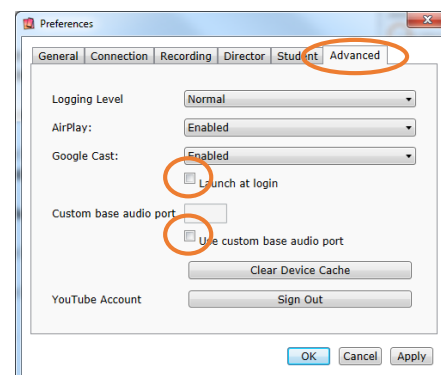 Preferences
General Connection Recording Director Student Advanced
Logging Level Normal
AirPlay: Enabled
Google Cast: Enabled
Launch at login
Custom base audio port
Use custom base audio port
Clear Device Cache
YouTube Account Sign Out
OK Cancel Apply